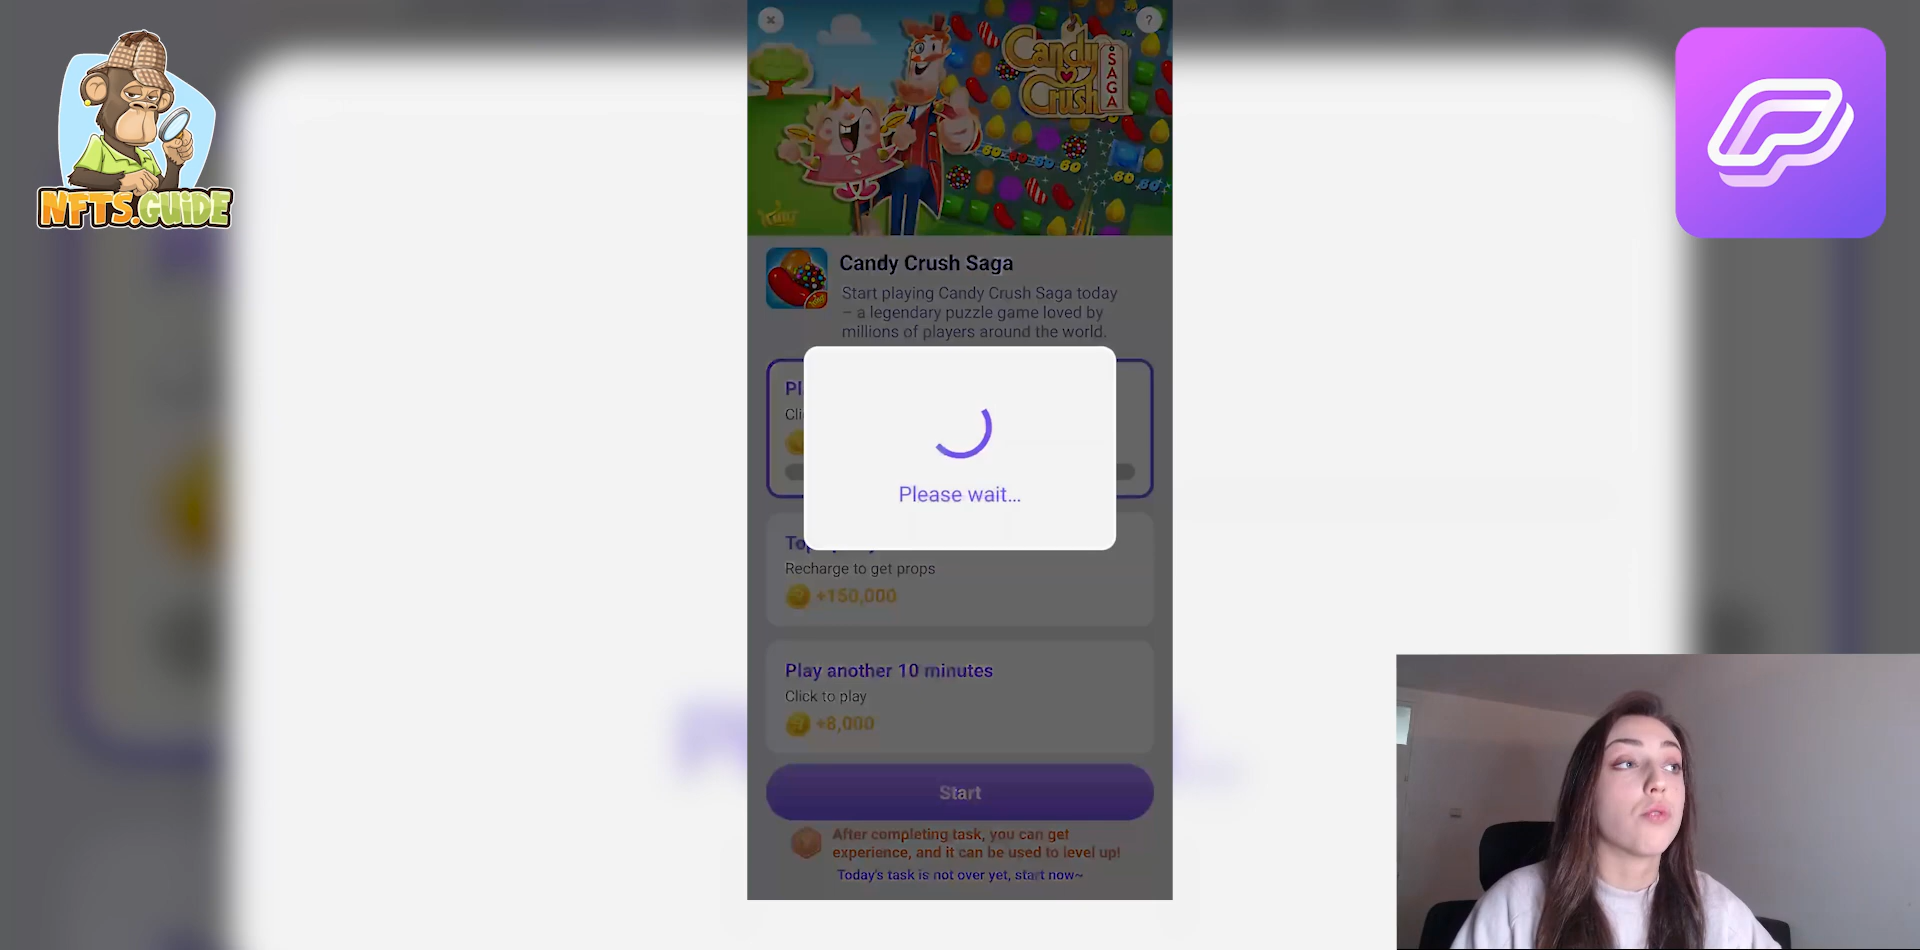 NFTS.GUiDE
?
Candy
Crush
SAGA
King
Candy Crush Saga
Start playing Candy Crush Saga today
– a legendary puzzle game loved by
millions of players around the world.
Please wait...
Recharge to get props
+150,000
Play another 10 minutes
Click to play
+8,000
Start
After completing task, you can get
experience, and it can be used to level up!
Today's task is not over yet, start now~